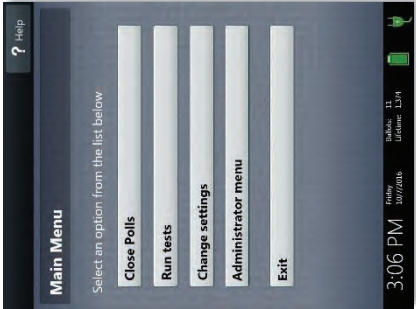 ? Help
Main Menu
Select an option from the list below
Close Polls
Run tests
Change settings
Administrator menu
Exit
3:06 PM
Friday
10/7/2016
Ballots: 11
Lifetime: 1,374